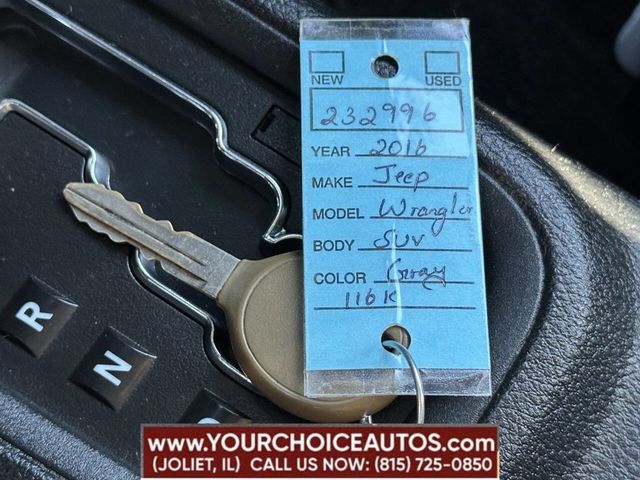 NEW USED
232996
YEAR 2016
MAKE Jeep
MODEL Wrangler
BODY SUV
COLOR Gray
116K
R
N
www.YOURCHOICEAUTOS.com
(JOLIET, IL) CALL US NOW: (815) 725-0850